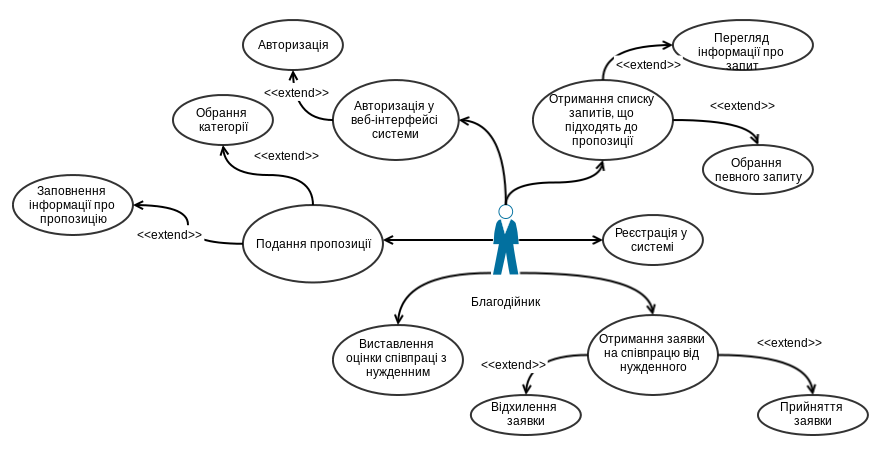 Авторизація
<<extend>>
Авторизація у
веб-інтерфейсі
системи
Обрання
категорії
<<extend>>
Заповнення
інформації про
пропозицію
<<extend>>
Подання пропозиції
Перегляд
інформації про
запит
<<extend>>
Отримання списку
запитів, що
підходять до
пропозиції
<<extend>>
Обрання
певного запиту
Реєстрація у
системі
Благодійник
Виставлення
оцінки співпраці з
нужденним
Отримання заявки
на співпрацю від
нужденного
<<extend>>
<<extend>>
Відхилення
заявки
Прийняття
заявки